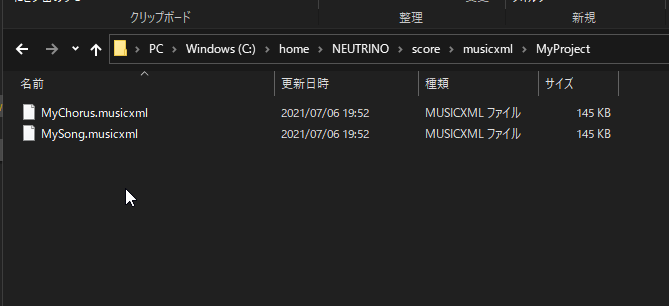 クリップボード 整理 新規
PC > Windows (C:) > home > NEUTRINO > score > musicxml > MyProject
名前 更新日時 種類 サイズ
MyChorus.musicxml 2021/07/06 19:52 MUSICXML ファイル 145 KB
MySong.musicxml 2021/07/06 19:52 MUSICXML ファイル 145 KB